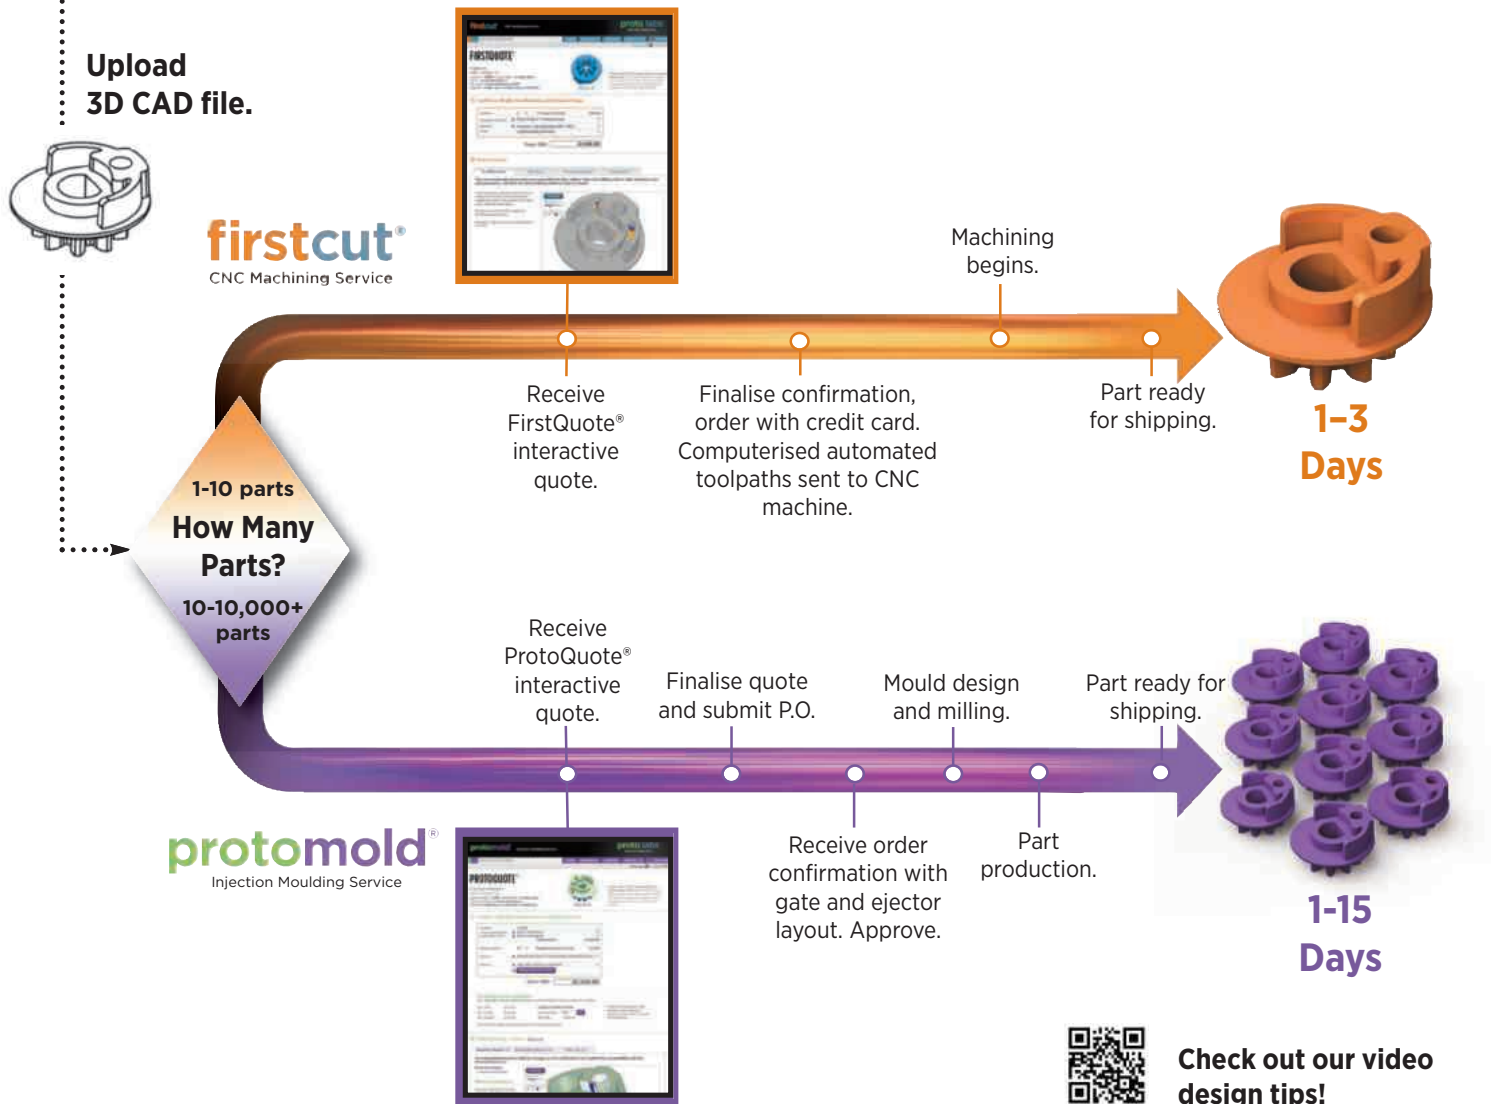 Upload
3D CAD file.
firstcut®
CNC Machining Service
FIRSTQUOTE
Machining
begins.
Receive
FirstQuote®
interactive
quote.
Finalise confirmation,
order with credit card.
Computerised automated
toolpaths sent to CNC
machine.
Part ready
for shipping.
1–3
Days
1-10 parts
How Many
Parts?
10-10,000+
parts
Receive
ProtoQuote®
interactive
quote.
Finalise quote
and submit P.O.
Mould design
and milling.
Part ready for
shipping.
protomold®
Injection Moulding Service
PROTOQUOTE
Receive order
confirmation with
gate and ejector
layout. Approve.
Part
production.
1-15
Days
Check out our video
design tips!